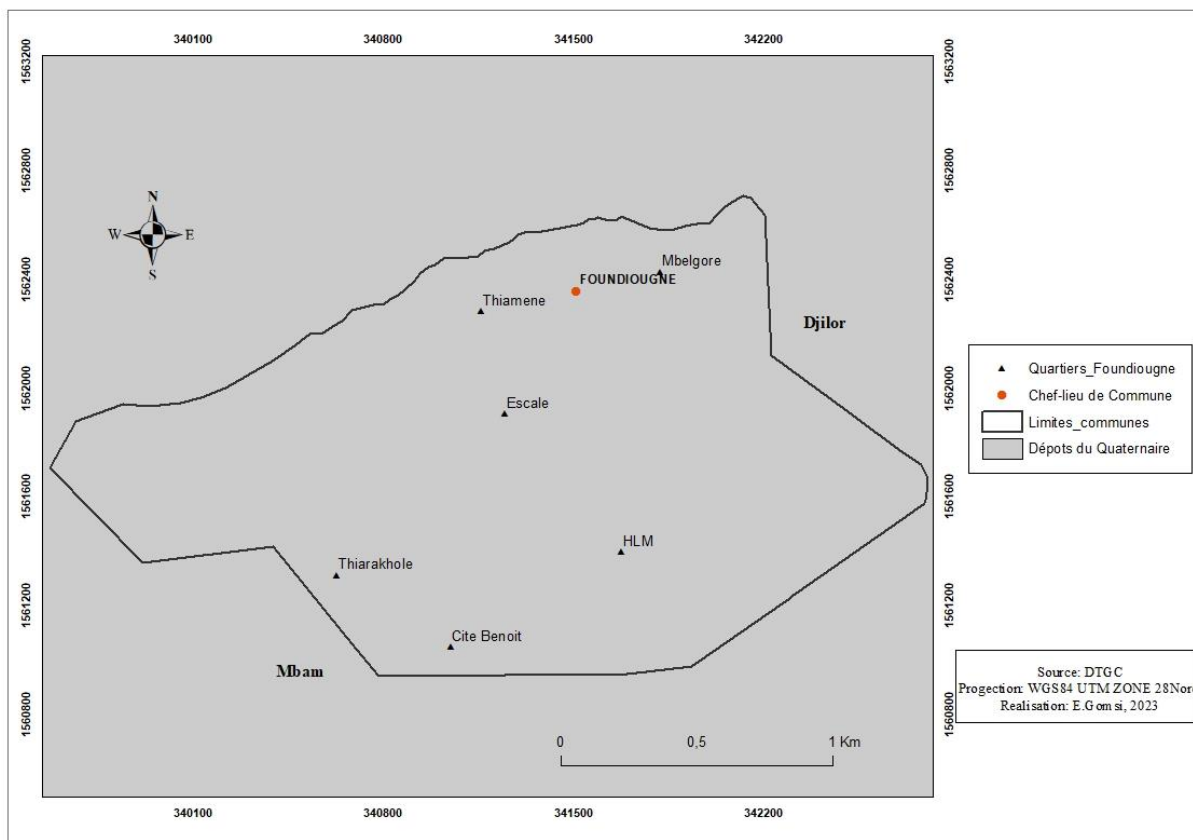 340100 340800 341500 342200
1563200 1563200
1562800 1562800
N
W E
S
Mbelgore
1562400 FOUNDIOUGNE 1562400
Thiamene
Djilor
Quartiers_Foundiougne
1562000 Escale Chef-lieu de Commune 1562000
Limites_communes
Dépots du Quaternaire
1561600 1561600
HLM
Thiarakhole
1561200 1561200
Cite Benoit
Mbam
Source: DTGC
Progection: WGS84 UTM ZONE 28Nor
Realisation: E.Gomsi, 2023
1560800 1560800
0 0,5 1 Km
340100 340800 341500 342200